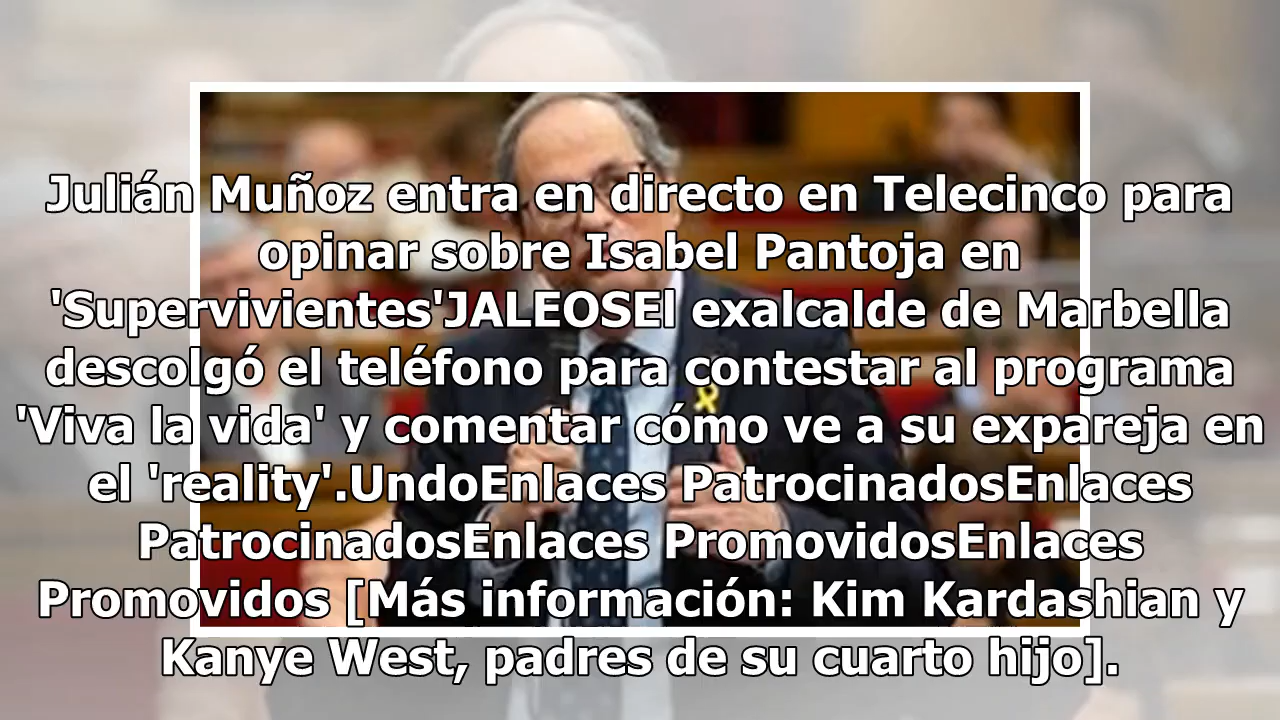 Julián Muñoz entra en directo en Telecinco para
opinar sobre Isabel Pantoja en
'Supervivientes'JALEOSEl exalcalde de Marbella
descolgó el teléfono para contestar al programa
'Viva la vida' y comentar cómo ve a su expareja en
el 'reality'.UndoEnlaces PatrocinadosEnlaces
PatrocinadosEnlaces PromovidosEnlaces
Promovidos [Más información: Kim Kardashian y
Kanye West, padres de su cuarto hijo].